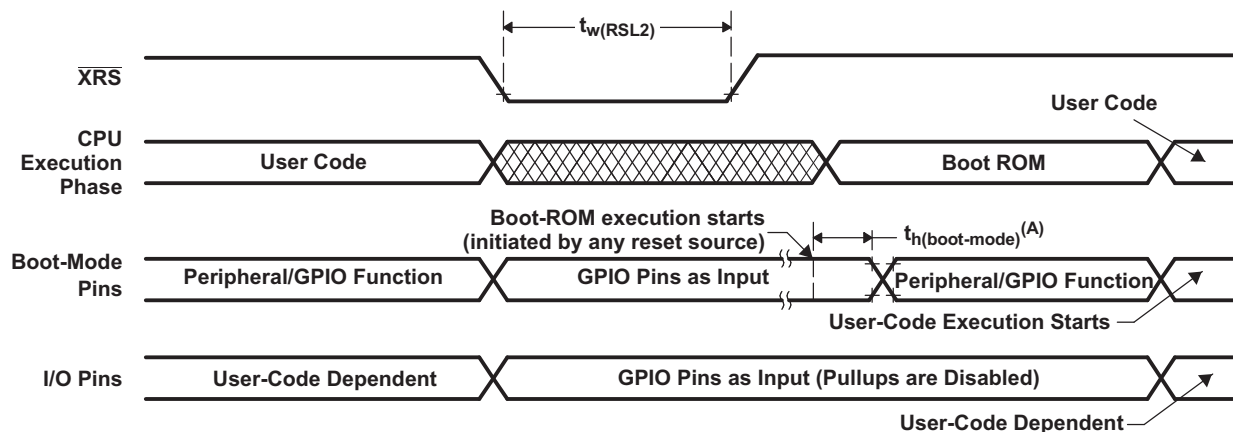 tw(RSL2)
XRS
User Code
CPU
Execution
Phase
User Code
Boot ROM
Boot-ROM execution starts
(initiated by any reset source)
th(boot-mode)(A)
Boot-Mode
Pins
Peripheral/GPIO Function
GPIO Pins as Input
Peripheral/GPIO Function
User-Code Execution Starts
I/O Pins
User-Code Dependent
GPIO Pins as Input (Pullups are Disabled)
User-Code Dependent